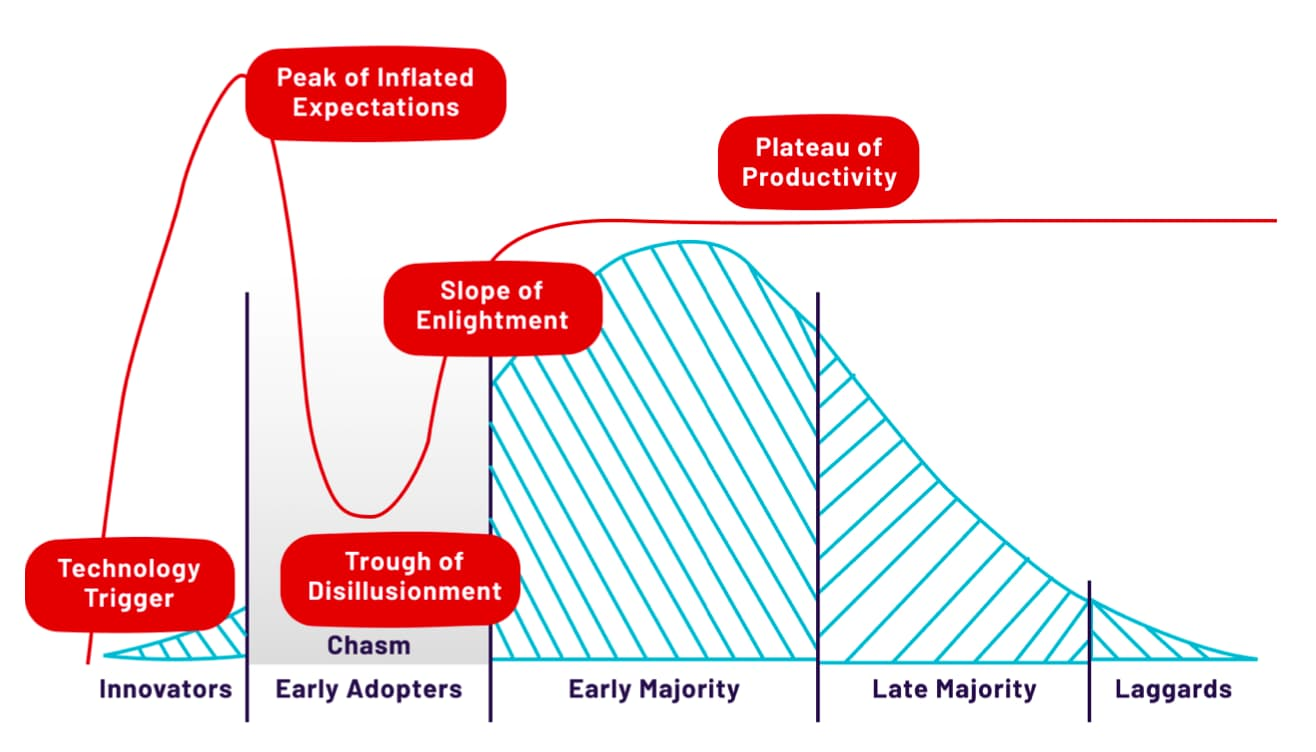 Peak of Inflated
Expectations
Plateau of
Productivity
Slope of
Enlightment
Technology
Trigger
Trough of
Disillusionment
Chasm
Innovators
Early Adopters
Early Majority
Late Majority
Laggards